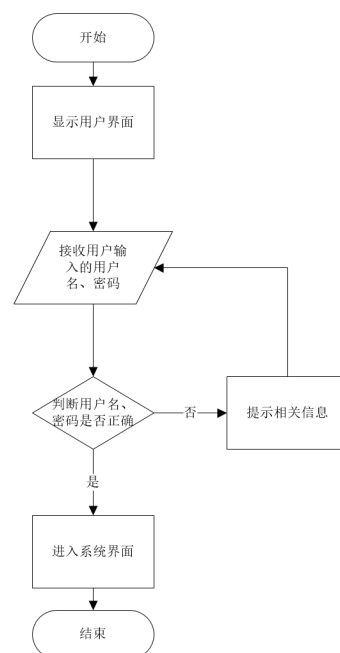 开始
显示用户界面
接收用户输
入的用户
名、密码
判断用户名、
密码是否正确
否
提示相关信息
是
进入系统界面
结束